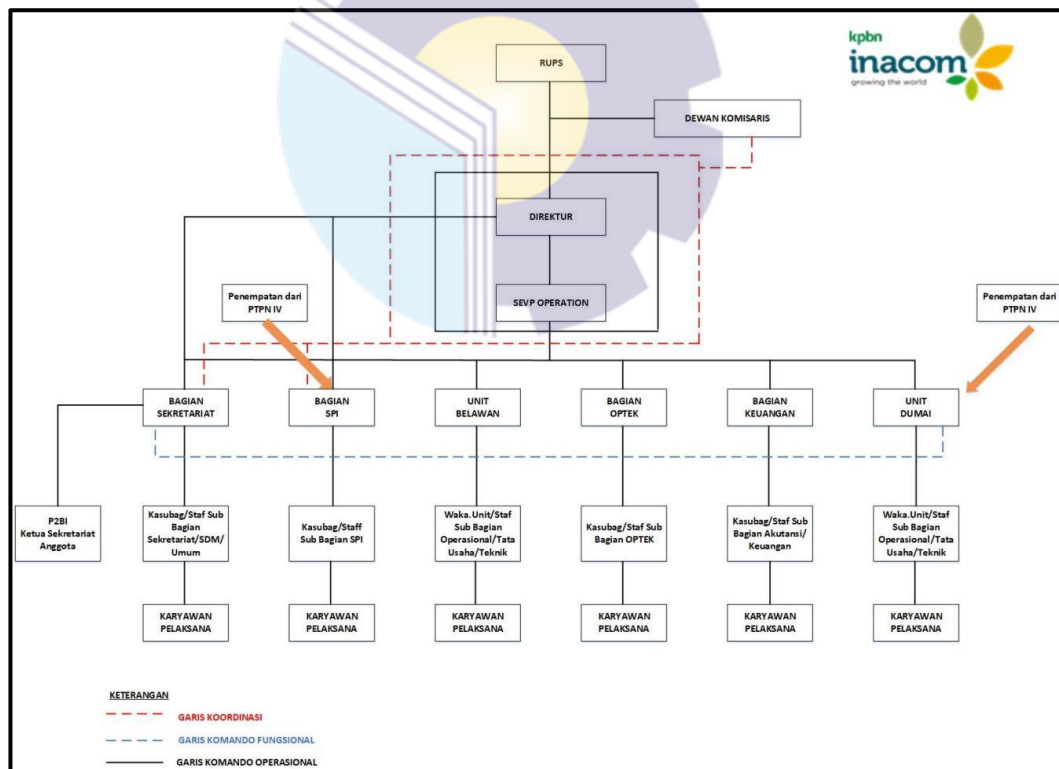 kpbn
inacom
growing the world
RUPS
DEWAN KOMISARIS
DIREKTUR
SEVP OPERATION
Penempatan dari
PTPN IV
Penempatan dari
PTPN IV
BAGIAN
SEKRETARIAT
BAGIAN
SPI
UNIT
BELAWAN
BAGIAN
OPTEK
BAGIAN
KEUANGAN
UNIT
DUMAI
P2BI
Ketua Sekretariat
Anggota
Kasubag/Staf Sub
Bagian
Sekretariat/SDM/
Umum
Kasubag/Staff
Sub Bagian SPI
Waka.Unit/Staf
Sub Bagian
Operasional/Tata
Usaha/Teknik
Kasubag/Staf Sub
Bagian OPTEK
Kasubag/Staf Sub
Bagian Akutansi/
Keuangan
Waka.Unit/Staf
Sub Bagian
Operasional/Tata
Usaha/Teknik
KARYAWAN
PELAKSANA
KARYAWAN
PELAKSANA
KARYAWAN
PELAKSANA
KARYAWAN
PELAKSANA
KARYAWAN
PELAKSANA
KARYAWAN
PELAKSANA
KETERANGAN
GARIS KOORDINASI
GARIS KOMANDO FUNGSIONAL
GARIS KOMANDO OPERASIONAL